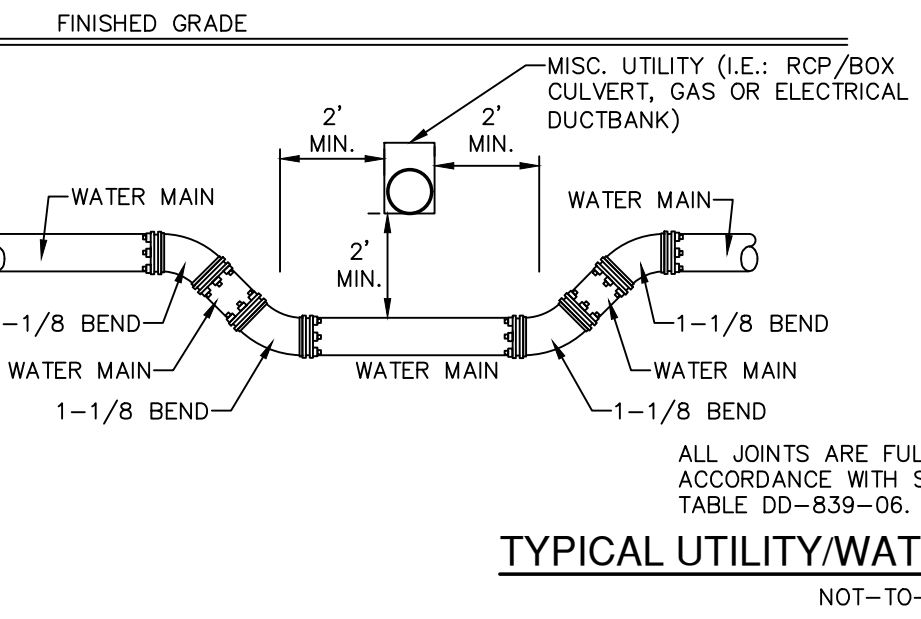 FINISHED GRADE
MISC. UTILITY (I.E.: RCP/BOX
CULVERT, GAS OR ELECTRICAL
DUCTBANK)
2'
MIN.
2'
MIN.
WATER MAIN
WATER MAIN
2'
MIN.
-1/8 BEND
1-1/8 BEND
WATER MAIN
WATER MAIN
WATER MAIN
1-1/8 BEND
1-1/8 BEND
ALL JOINTS ARE FUL
ACCORDANCE WITH S
TABLE DD-839-06.
TYPICAL UTILITY/WAT
NOT-TO-